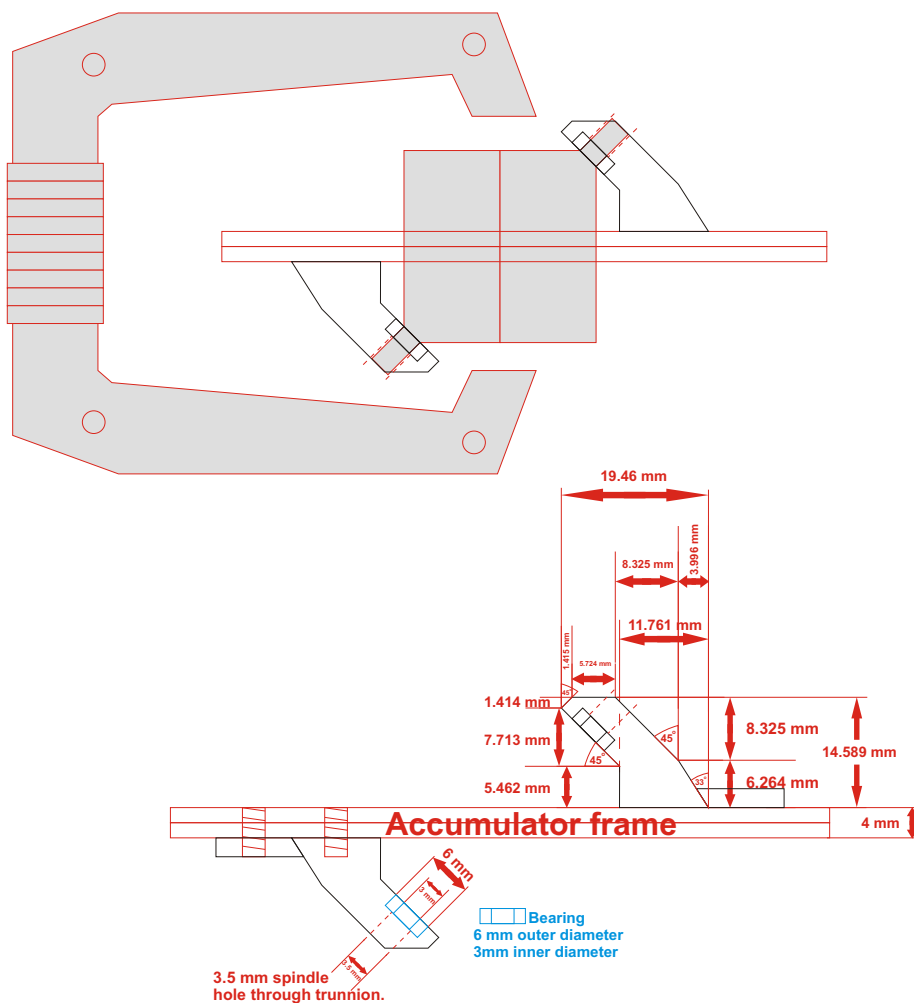 19.46 mm
8.325 mm
3.996 mm
11.761 mm
1.415 mm
5.724 mm
45°
1.414 mm
7.713 mm
45°
45°
8.325 mm
14.589 mm
5.462 mm
33°
6.264 mm
Accumulator frame
4 mm
6 mm
3 mm
Bearing
6 mm outer diameter
3mm inner diameter
3.5 mm
3.5 mm spindle
hole through trunnion.